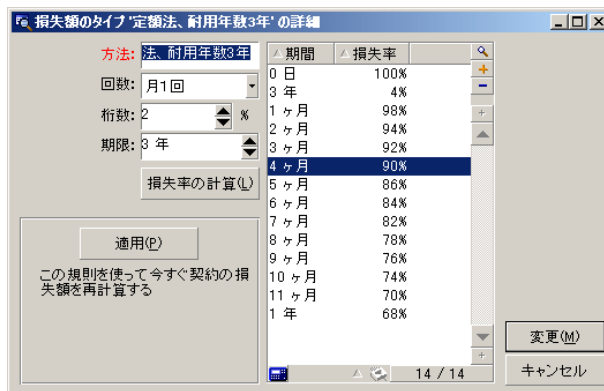 損失額のタイプ '定額法、耐用年数3年' の詳細
方法: 法、耐用年数3年
回数: 月1回
桁数: 2 %
期限: 3 年
損失率の計算(L)
適用(P)
この規則を使って今すぐ契約の損
失額を再計算する
期間 損失率
0 日 100%
3 年 4%
1 ヶ月 98%
2 ヶ月 94%
3 ヶ月 92%
4 ヶ月 90%
5 ヶ月 86%
6 ヶ月 84%
7 ヶ月 82%
8 ヶ月 78%
9 ヶ月 76%
10 ヶ月 74%
11 ヶ月 70%
1 年 68%
14 / 14
変更(M)
キャンセル